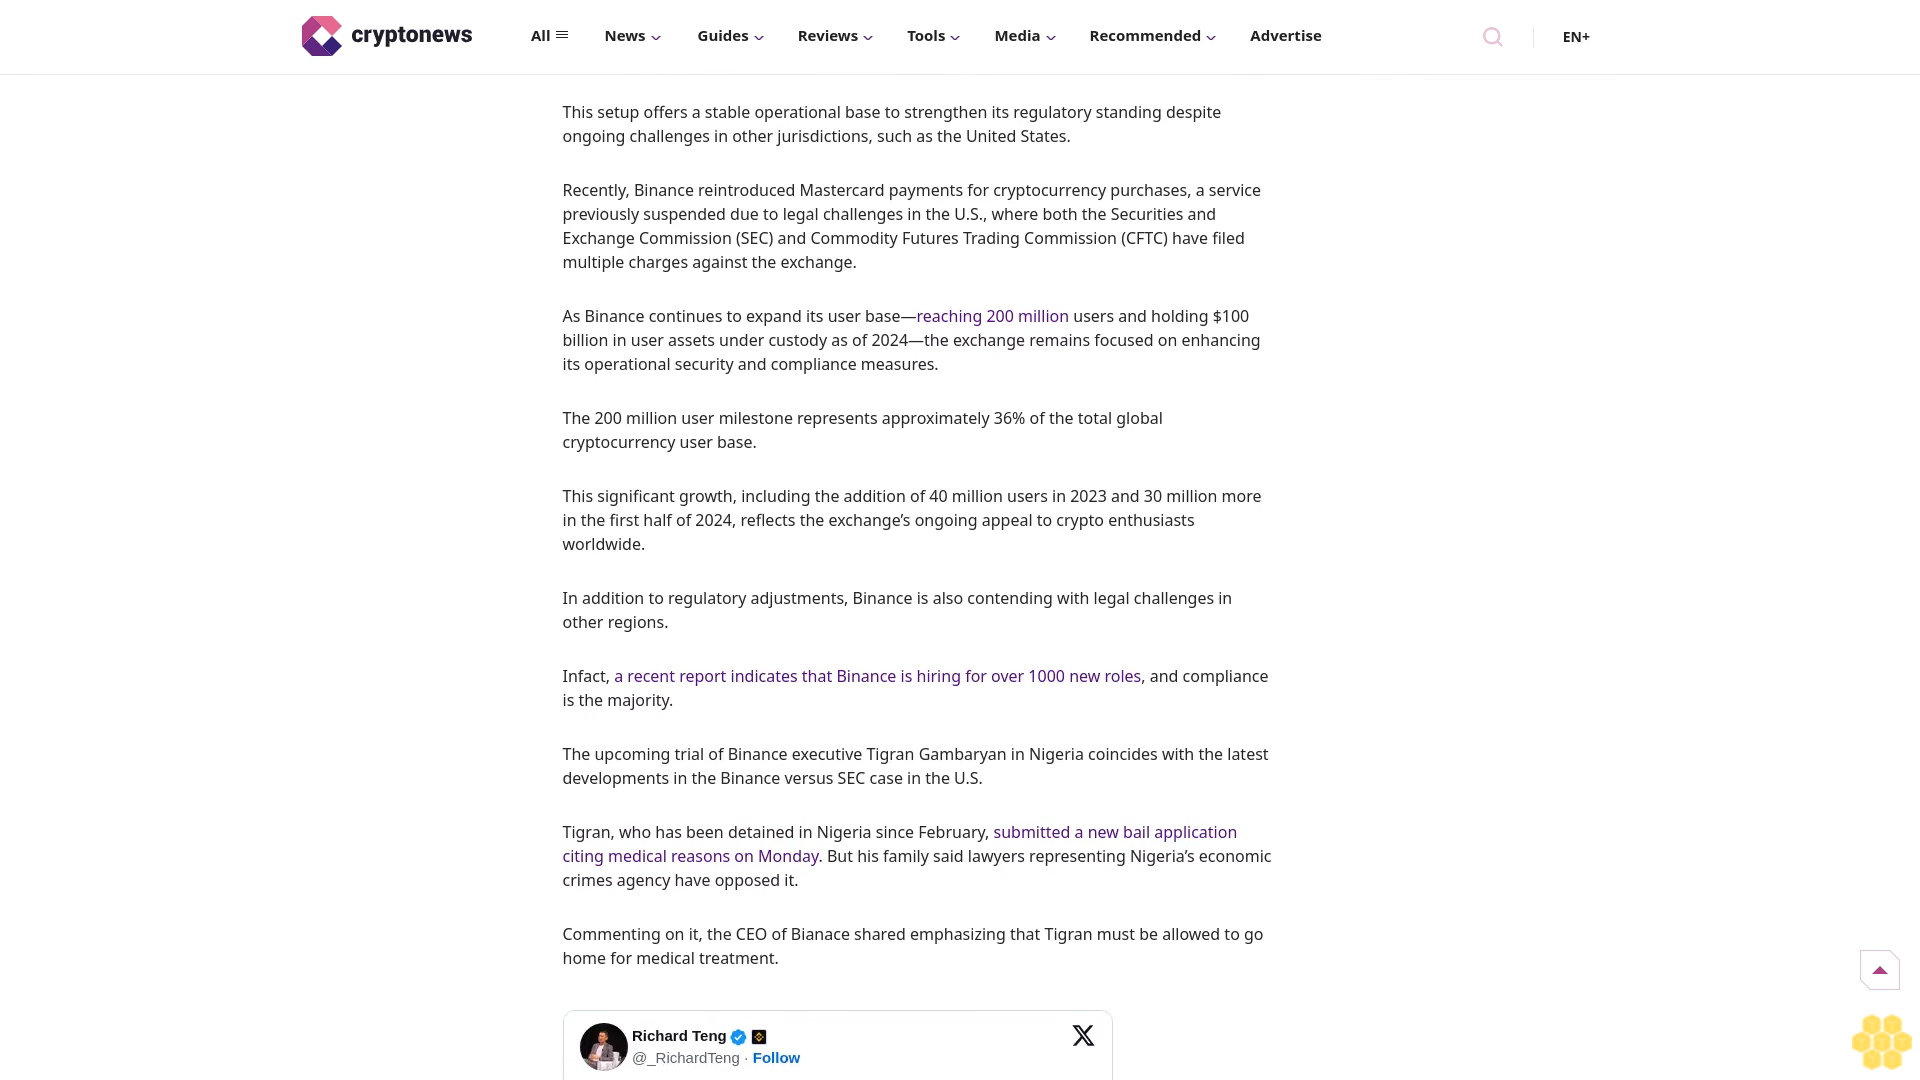 cryptonews
All
News
Guides
Reviews
Tools
Media
Recommended
Advertise
EN+
This setup offers a stable operational base to strengthen its regulatory standing despite
ongoing challenges in other jurisdictions, such as the United States.
Recently, Binance reintroduced Mastercard payments for cryptocurrency purchases, a service
previously suspended due to legal challenges in the U.S., where both the Securities and
Exchange Commission (SEC) and Commodity Futures Trading Commission (CFTC) have filed
multiple charges against the exchange.
As Binance continues to expand its user base—reaching 200 million users and holding $100
billion in user assets under custody as of 2024—the exchange remains focused on enhancing
its operational security and compliance measures.
The 200 million user milestone represents approximately 36% of the total global
cryptocurrency user base.
This significant growth, including the addition of 40 million users in 2023 and 30 million more
in the first half of 2024, reflects the exchange’s ongoing appeal to crypto enthusiasts
worldwide.
In addition to regulatory adjustments, Binance is also contending with legal challenges in
other regions.
Infact, a recent report indicates that Binance is hiring for over 1000 new roles, and compliance
is the majority.
The upcoming trial of Binance executive Tigran Gambaryan in Nigeria coincides with the latest
developments in the Binance versus SEC case in the U.S.
Tigran, who has been detained in Nigeria since February, submitted a new bail application
citing medical reasons on Monday. But his family said lawyers representing Nigeria’s economic
crimes agency have opposed it.
Commenting on it, the CEO of Bianace shared emphasizing that Tigran must be allowed to go
home for medical treatment.
Richard Teng
@_RichardTeng · Follow